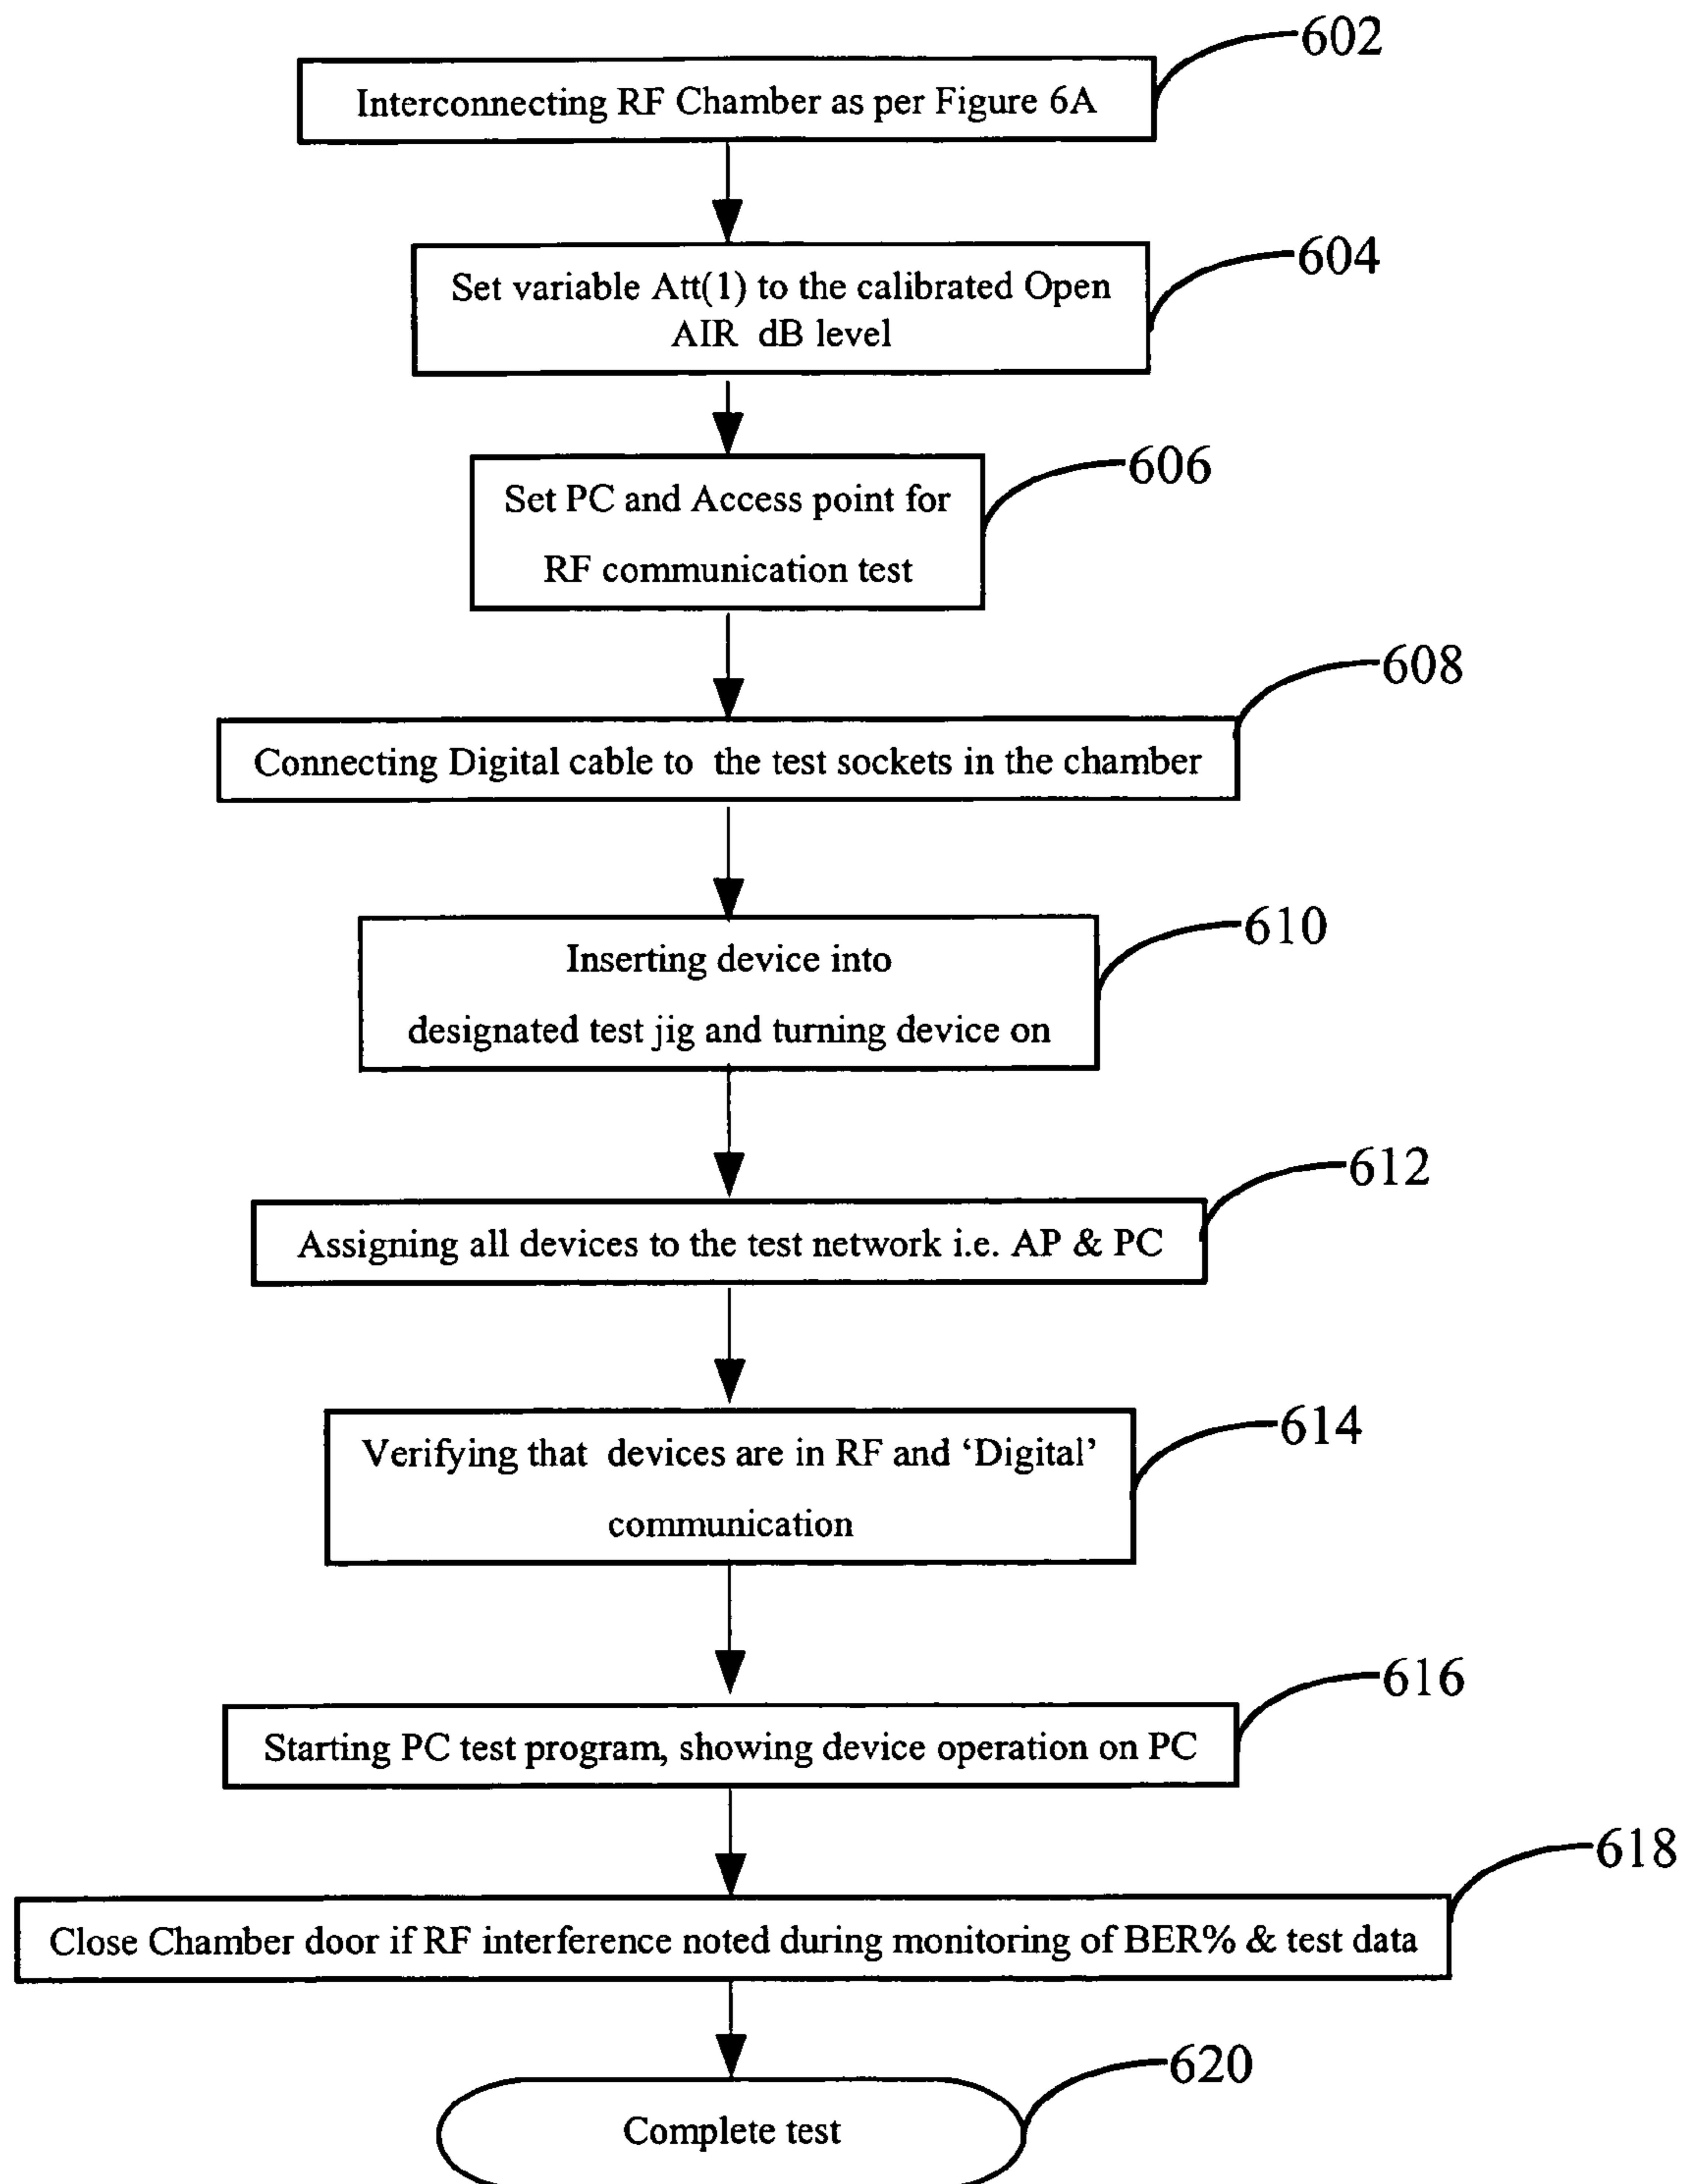 602
Interconnecting RF Chamber as per Figure 6A
604
Set variable Att(1) to the calibrated Open
AIR dB level
606
Set PC and Access point for
RF communication test
608
Connecting Digital cable to the test sockets in the chamber
610
Inserting device into
designated test jig and turning device on
612
Assigning all devices to the test network i.e. AP & PC
614
Verifying that devices are in RF and ‘Digital’
communication
616
Starting PC test program, showing device operation on PC
618
Close Chamber door if RF interference noted during monitoring of BER% & test data
620
Complete test